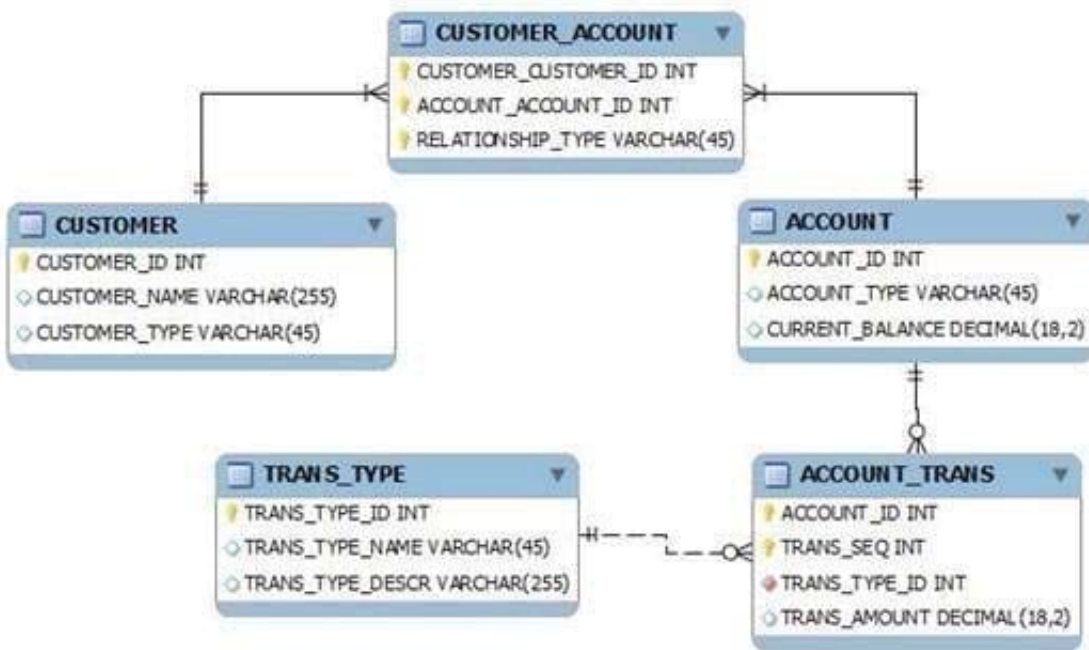 CUSTOMER_ACCOUNT
CUSTOMER_CUSTOMER_ID INT
ACCOUNT_ACCOUNT_ID INT
RELATIONSHIP_TYPE VARCHAR(45)
CUSTOMER
CUSTOMER_ID INT
CUSTOMER_NAME VARCHAR(255)
CUSTOMER_TYPE VARCHAR(45)
ACCOUNT
ACCOUNT_ID INT
ACCOUNT_TYPE VARCHAR(45)
CURRENT_BALANCE DECIMAL(18,2)
TRANS_TYPE
TRANS_TYPE_ID INT
TRANS_TYPE_NAME VARCHAR(45)
TRANS_TYPE_DESCR VARCHAR(255)
ACCOUNT_TRANS
ACCOUNT_ID INT
TRANS_SEQ INT
TRANS_TYPE_ID INT
TRANS_AMOUNT DECIMAL(18,2)